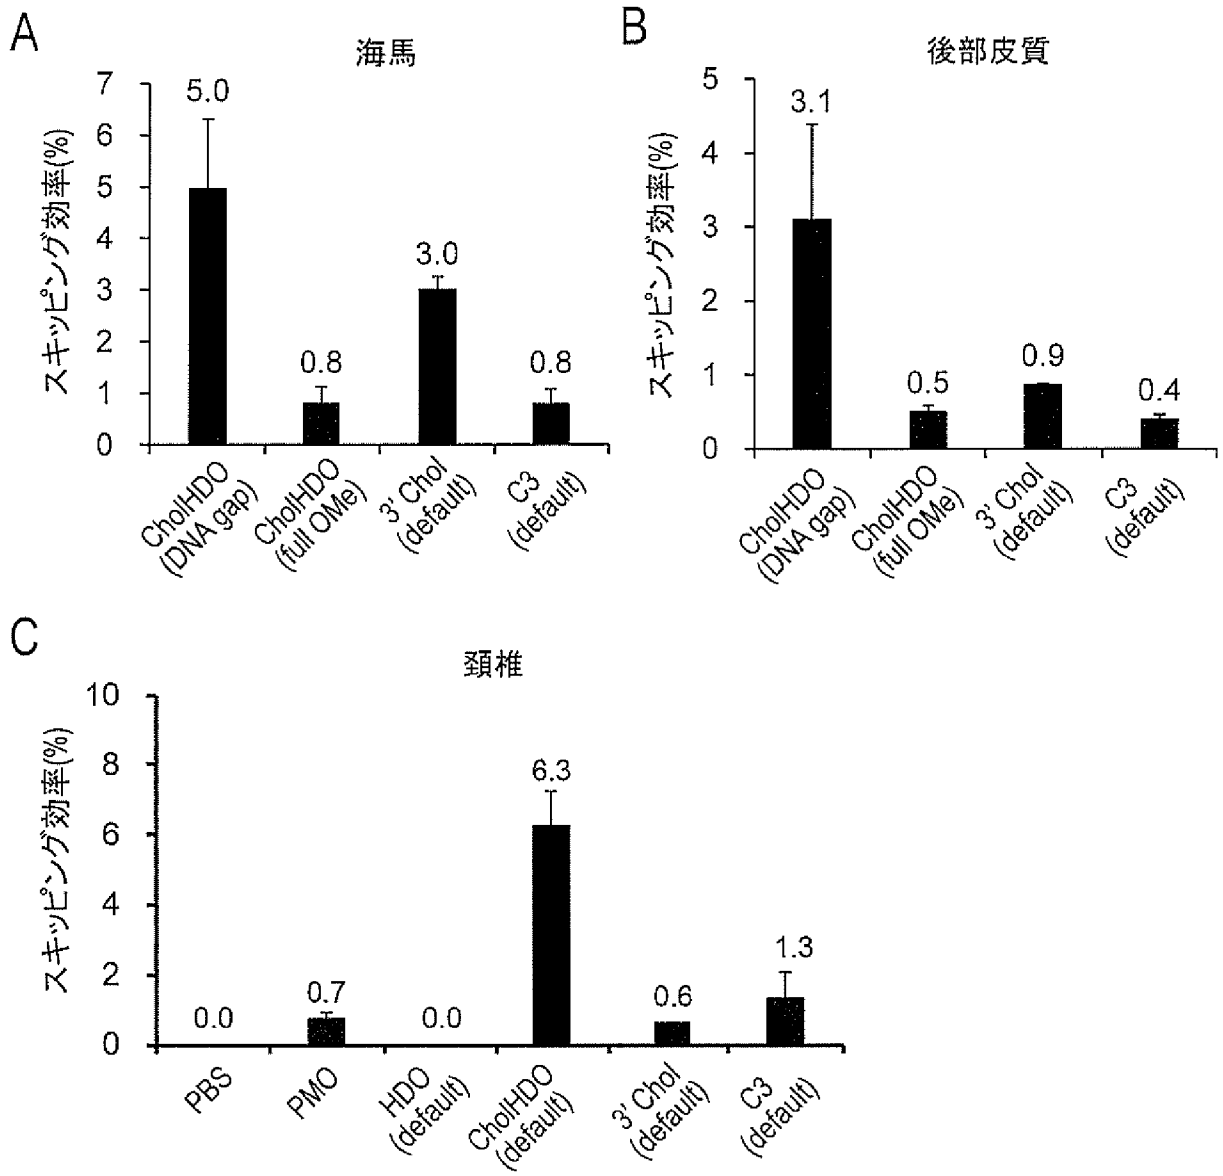 A
海馬
スキッピング効率(%)
7
6
5
4
3
2
1
0
5.0
0.8
3.0
0.8
CholHDO
(DNA gap)
CholHDO
(full OMe)
3' Chol
(default)
C3
(default)
B
後部皮質
スキッピング効率(%)
5
4
3
2
1
0
3.1
0.5
0.9
0.4
CholHDO
(DNA gap)
CholHDO
(full OMe)
3' Chol
(default)
C3
(default)
C
頚椎
スキッピング効率(%)
10
8
6
4
2
0
0.0
0.7
0.0
6.3
0.6
1.3
PBS
PMO
HDO
(default)
CholHDO
(default)
3' Chol
(default)
C3
(default)